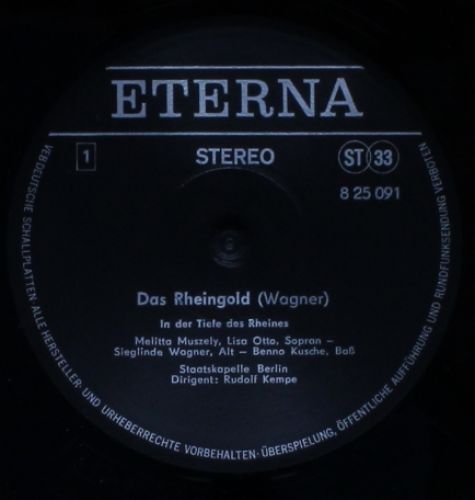 ETERNA
1
STEREO
ST 33
8 25 091
Das Rheingold (Wagner)
In der Tiefe des Rheines
Melitta Muszely, Lisa Otto, Sopran –
Sieglinde Wagner, Alt – Benno Kusche, Baß
Staatskapelle Berlin
Dirigent: Rudolf Kempe
VEB DEUTSCHE SCHALLPLATTEN · ALLE HERSTELLER- UND URHEBERRECHTE VORBEHALTEN · ÜBERSPIELUNG, ÖFFENTLICHE AUFFÜHRUNG UND RUNDFUNKSENDUNG VERBOTEN